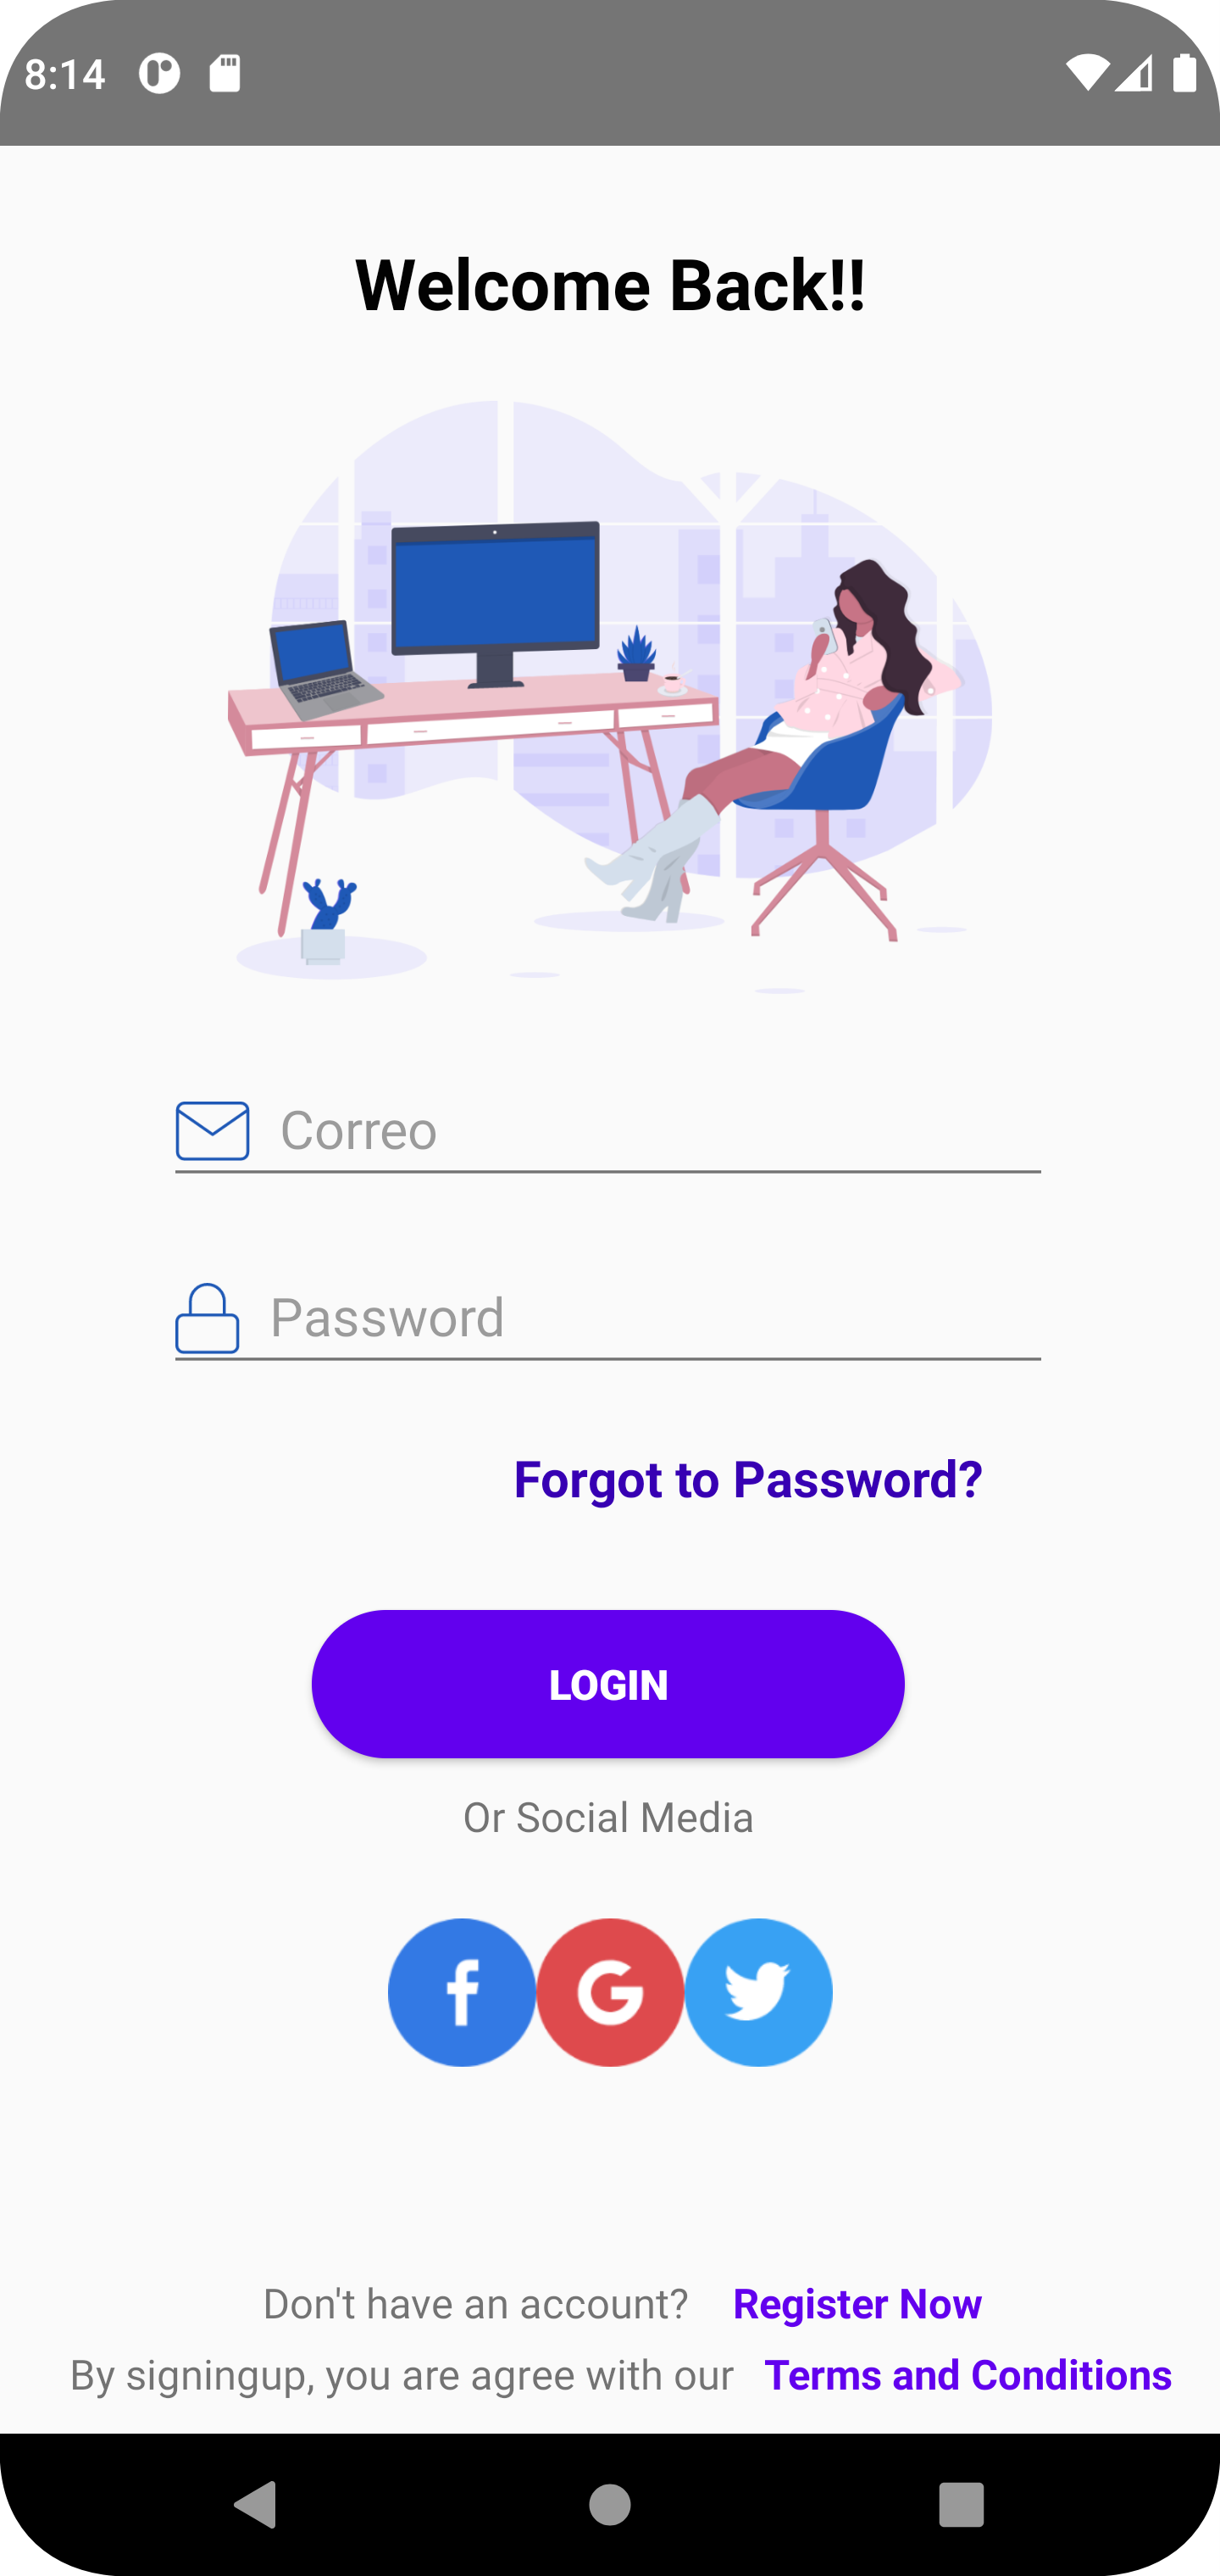 8:14
Welcome Back!!
Correo
Password
Forgot to Password?
LOGIN
Or Social Media
Don't have an account? Register Now
By signingup, you are agree with our Terms and Conditions